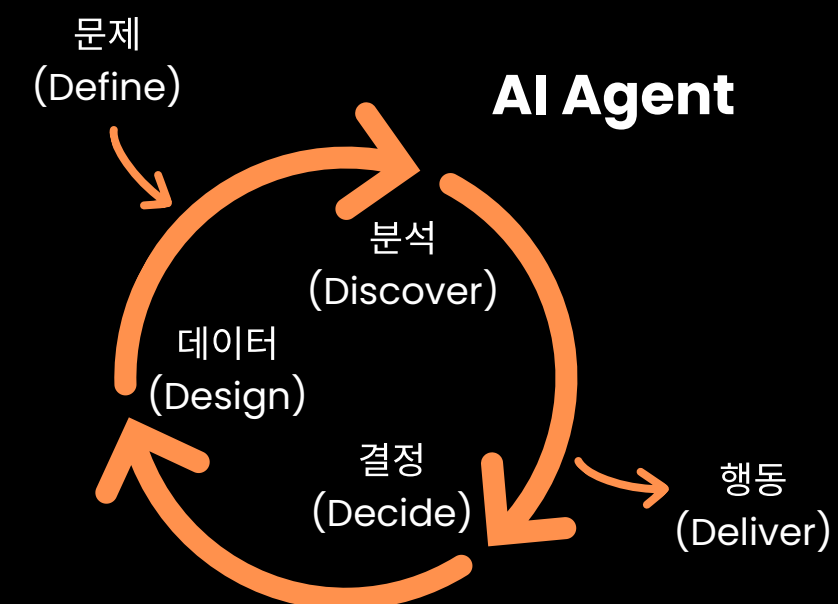 문제
(Define)
AI Agent
분석
(Discover)
데이터
(Design)
결정
(Decide)
행동
(Deliver)